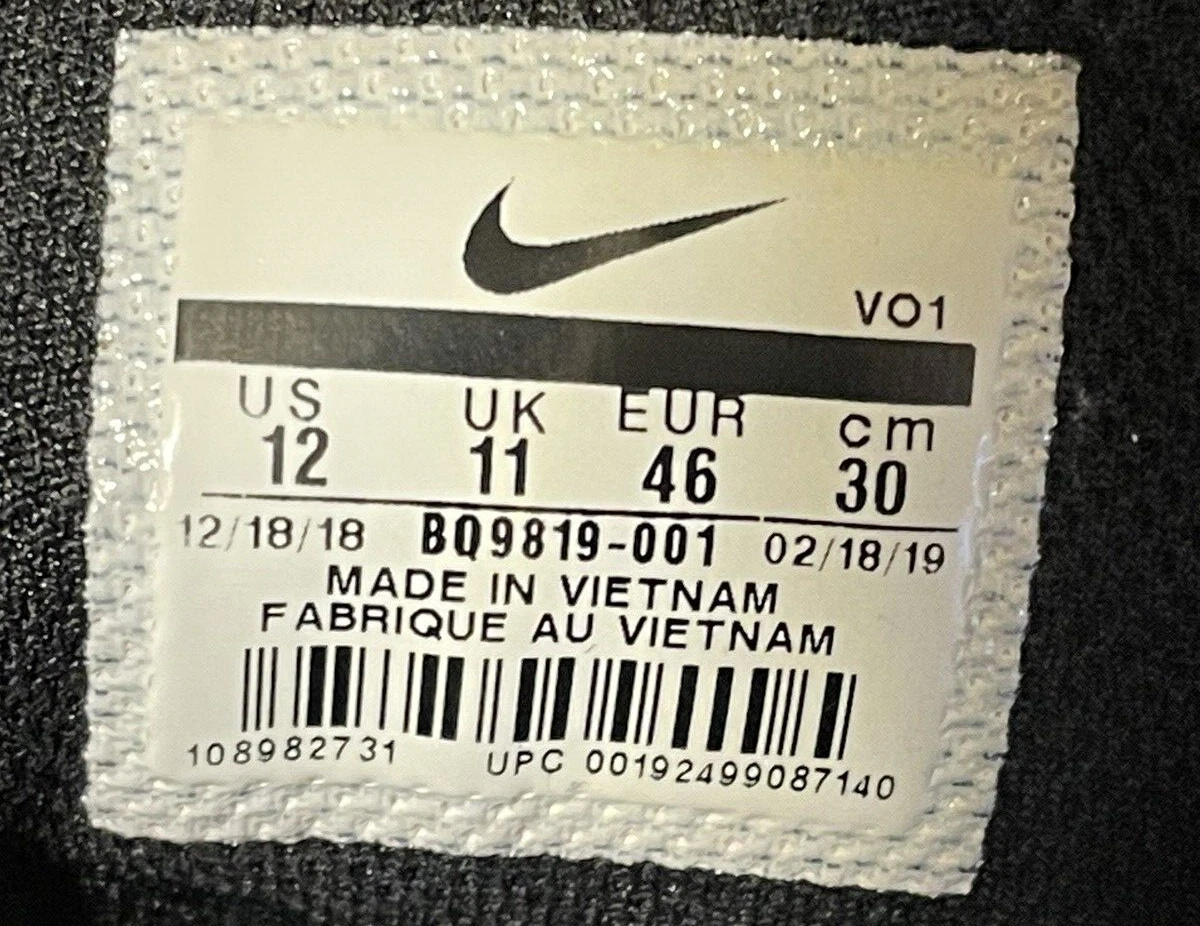 VO1
US UK EUR cm
12 11 46 30
12/18/18 BQ9819-001 02/18/19
MADE IN VIETNAM
FABRIQUE AU VIETNAM
108982731 UPC 00192499087140